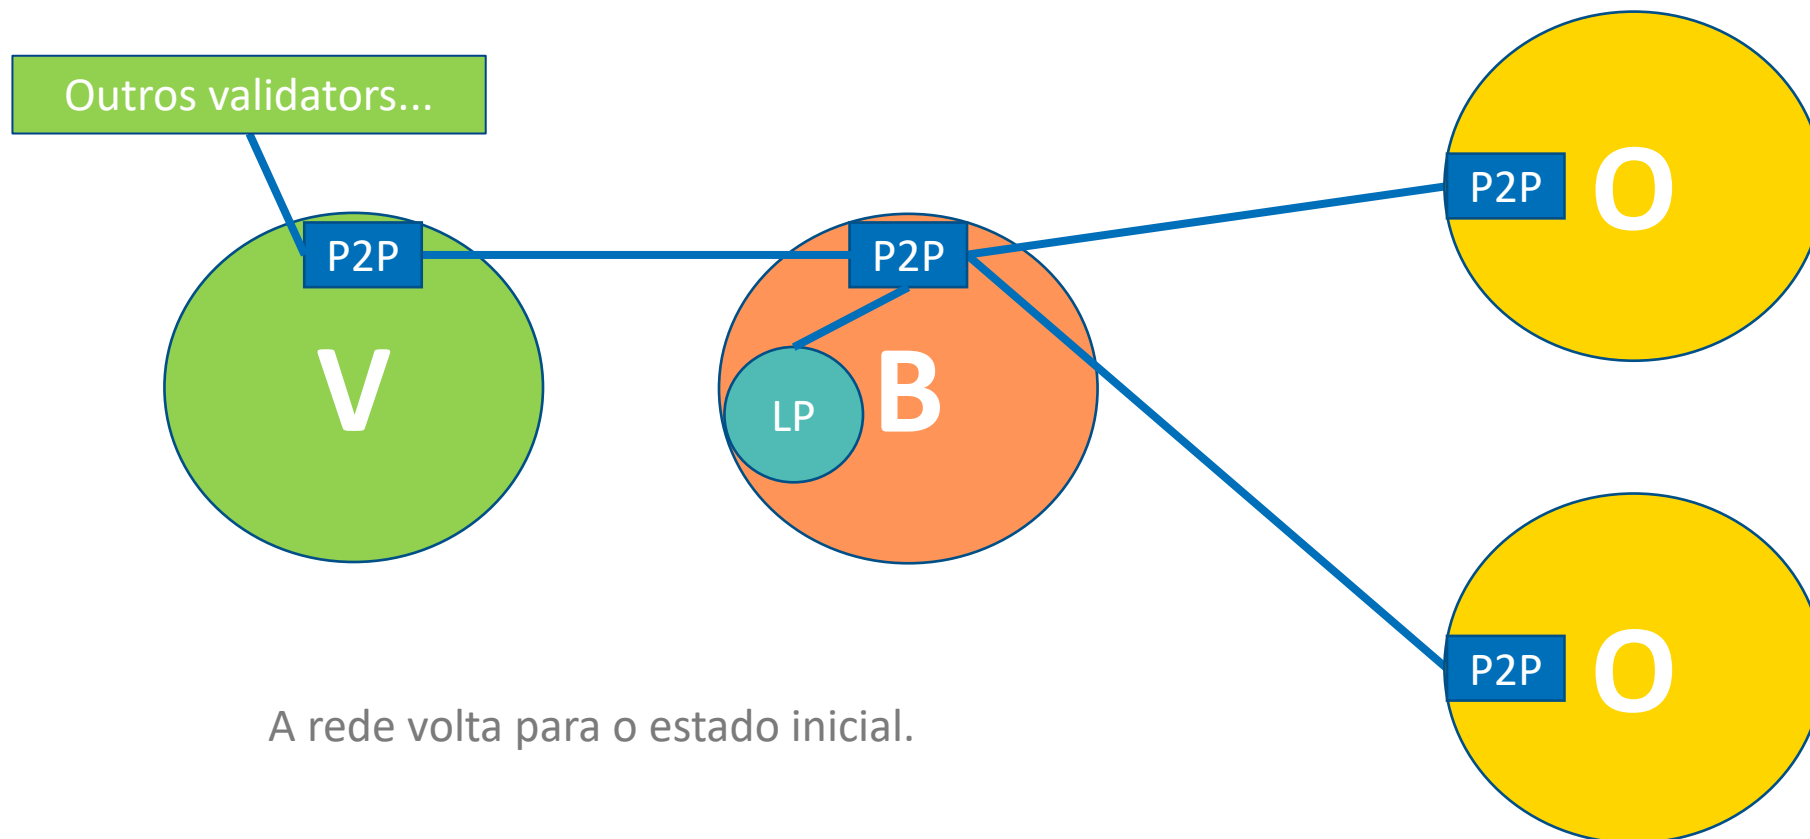 Outros validators...
P2P
V
P2P
LP
B
P2P
O
P2P
O
A rede volta para o estado inicial.